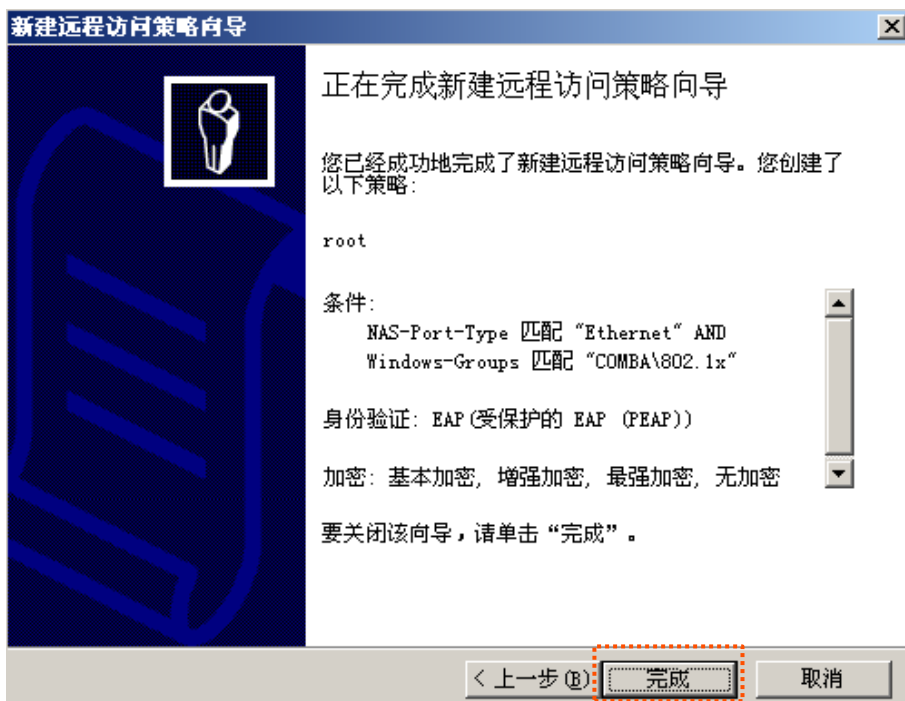 新建远程访问策略向导
正在完成新建远程访问策略向导
您已经成功地完成了新建远程访问策略向导。您创建了
以下策略:
root
条件:
NAS-Port-Type 匹配 "Ethernet" AND
Windows-Groups 匹配 "COMBA\802.1x"
身份验证: EAP(受保护的 EAP (PEAP))
加密: 基本加密, 增强加密, 最强加密, 无加密
要关闭该向导，请单击“完成”。
< 上一步(B) 完成 取消